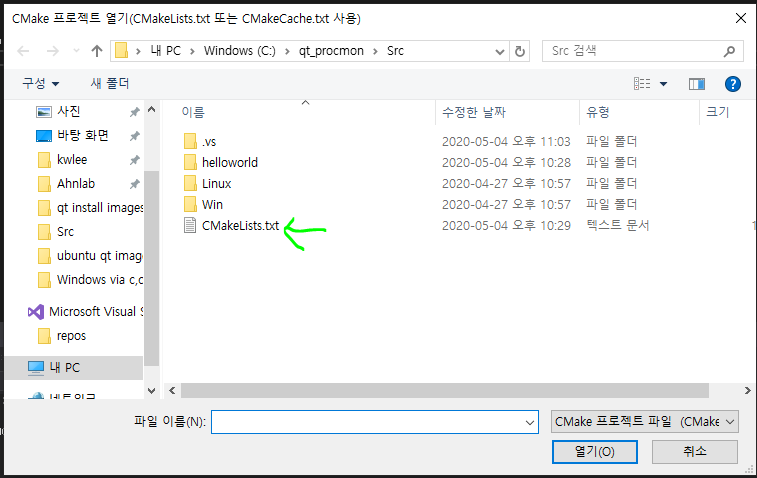 CMake 프로젝트 열기(CMakeLists.txt 또는 CMakeCache.txt 사용)
내 PC > Windows (C:) > qt_procmon > Src
Src 검색
구성 새 폴더
사진
바탕 화면
kwlee
Ahnlab
qt install images
Src
ubuntu qt imag
Windows via c,c
Microsoft Visual S
repos
내 PC
네트워크
이름 수정한 날짜 유형 크기
.vs 2020-05-04 오후 11:03 파일 폴더
helloworld 2020-05-04 오후 10:28 파일 폴더
Linux 2020-04-27 오후 10:57 파일 폴더
Win 2020-04-27 오후 10:57 파일 폴더
CMakeLists.txt 2020-05-04 오후 10:29 텍스트 문서 1
파일 이름(N):
CMake 프로젝트 파일 (CMake
열기(O) 취소